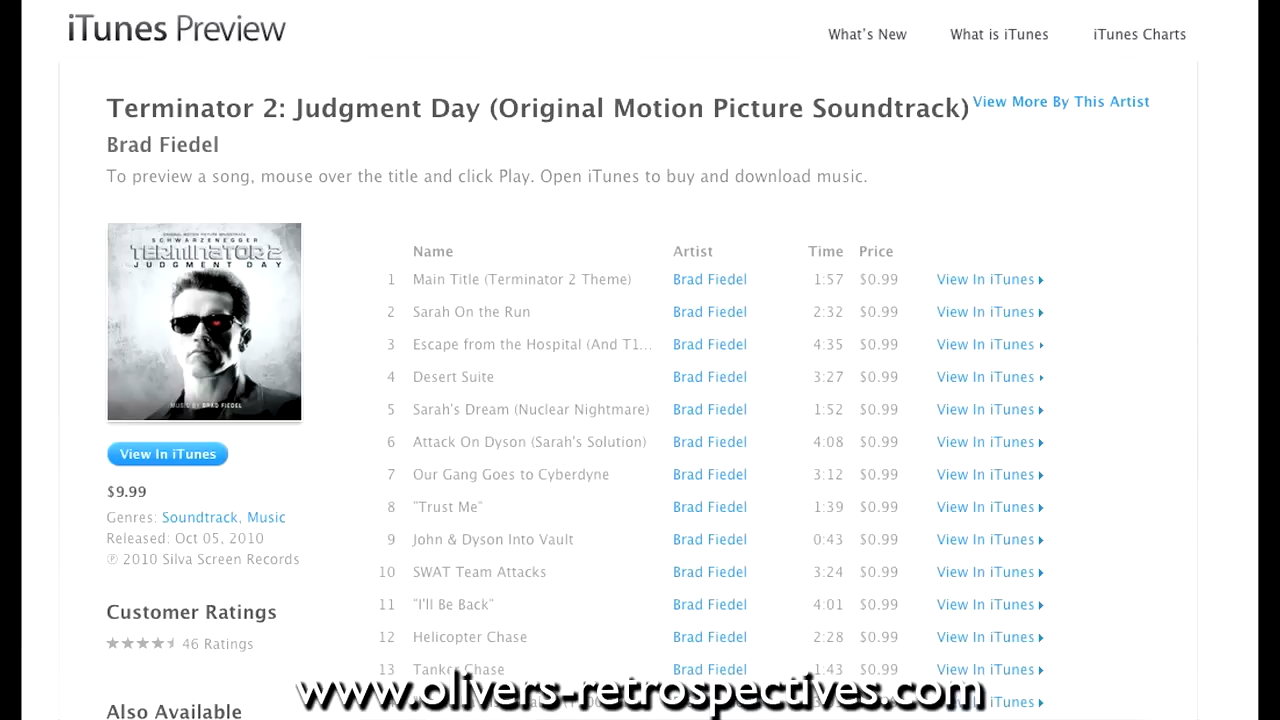 iTunes Preview
What's New What is iTunes iTunes Charts
Terminator 2: Judgment Day (Original Motion Picture Soundtrack) View More By This Artist
Brad Fiedel
To preview a song, mouse over the title and click Play. Open iTunes to buy and download music.
ORIGINAL MOTION PICTURE SOUNDTRACK
SCHWARZENEGGER
TERMINATOR 2
JUDGMENT DAY
MUSIC BY BRAD FIEDEL
View In iTunes
$9.99
Genres: Soundtrack, Music
Released: Oct 05, 2010
℗ 2010 Silva Screen Records
Customer Ratings
46 Ratings
Also Available
Name Artist Time Price
1 Main Title (Terminator 2 Theme) Brad Fiedel 1:57 $0.99 View In iTunes
2 Sarah On the Run Brad Fiedel 2:32 $0.99 View In iTunes
3 Escape from the Hospital (And T1... Brad Fiedel 4:35 $0.99 View In iTunes
4 Desert Suite Brad Fiedel 3:27 $0.99 View In iTunes
5 Sarah's Dream (Nuclear Nightmare) Brad Fiedel 1:52 $0.99 View In iTunes
6 Attack On Dyson (Sarah's Solution) Brad Fiedel 4:08 $0.99 View In iTunes
7 Our Gang Goes to Cyberdyne Brad Fiedel 3:12 $0.99 View In iTunes
8 "Trust Me" Brad Fiedel 1:39 $0.99 View In iTunes
9 John & Dyson Into Vault Brad Fiedel 0:43 $0.99 View In iTunes
10 SWAT Team Attacks Brad Fiedel 3:24 $0.99 View In iTunes
11 "I'll Be Back" Brad Fiedel 4:01 $0.99 View In iTunes
12 Helicopter Chase Brad Fiedel 2:28 $0.99 View In iTunes
13 Tanker Chase Brad Fiedel 1:43 $0.99 View In iTunes
View In iTunes
www.olivers-retrospectives.com